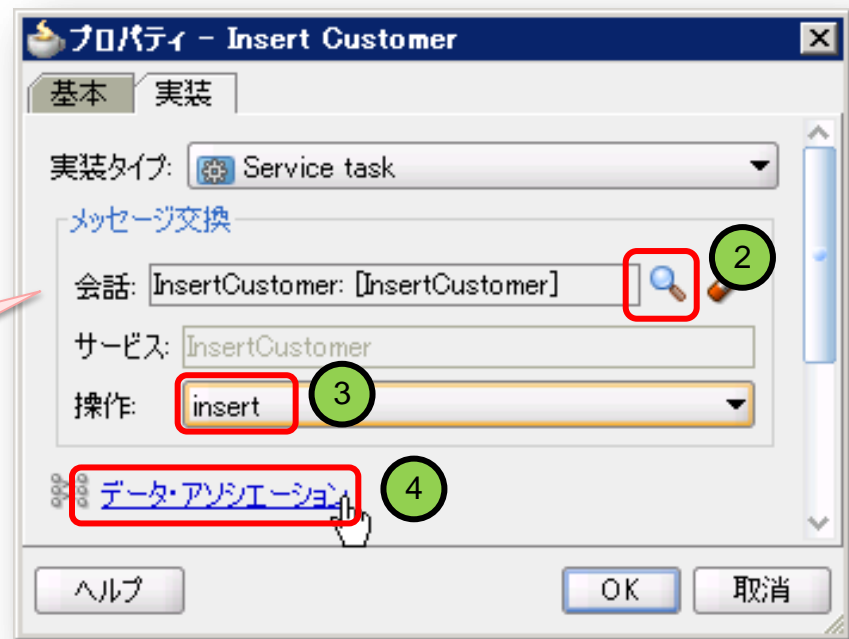 プロパティ - Insert Customer
基本 実装
実装タイプ: Service task
メッセージ交換
会話: InsertCustomer: [InsertCustomer]
2
サービス: InsertCustomer
操作: insert
3
データ・アソシエーション
4
ヘルプ OK 取消